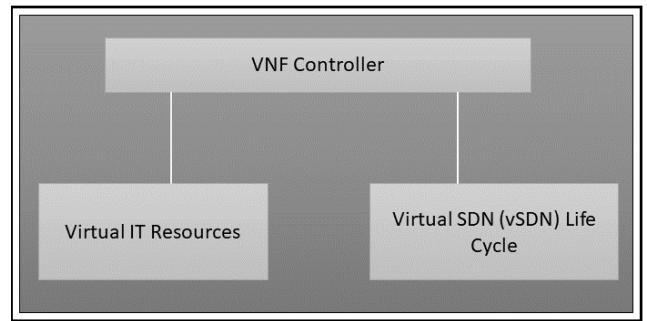 VNF Controller
Virtual IT Resources
Virtual SDN (vSDN) Life
Cycle